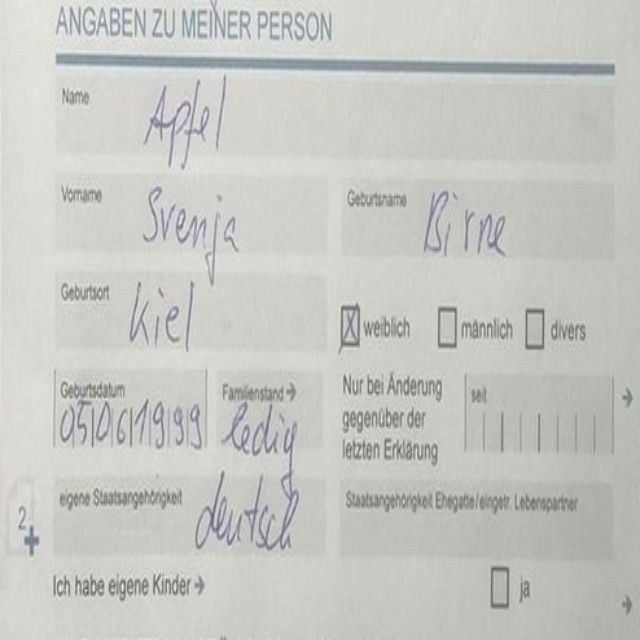 ANGABEN ZU MEINER PERSON
Name
Apfel
Vorname
Svenja
Geburtsname
Birne
Geburtsort
Kiel
weiblich männlich divers
Geburtsdatum
05061999
Familienstand →
ledig
Nur bei Änderung
gegenüber der
letzten Erklärung
seit
→
2
+
eigene Staatsangehörigkeit
deutsch
Staatsangehörigkeit Ehegatte/eingetr. Lebenspartner
Ich habe eigene Kinder →
ja
→